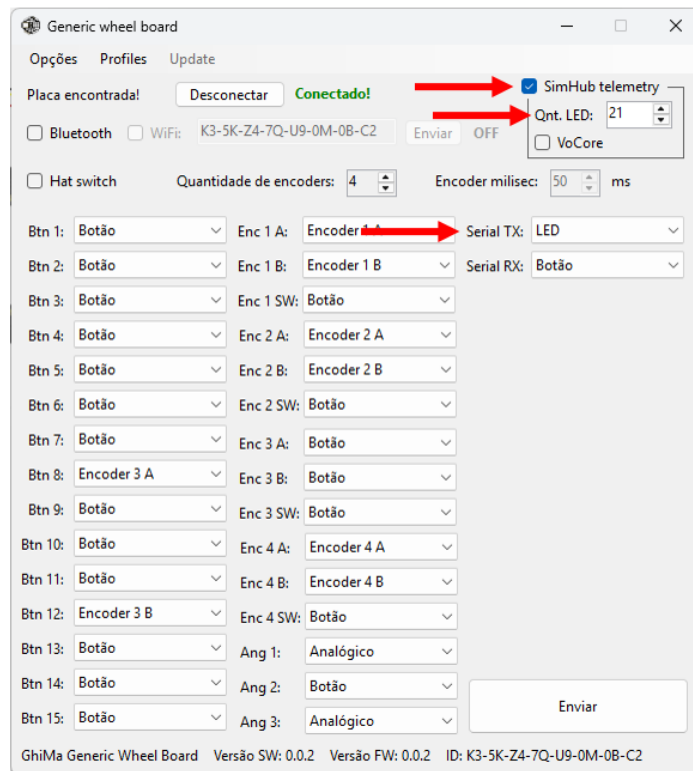 Generic wheel board
Opções Profiles Update
Placa encontrada! Desconectar Conectado! SimHub telemetry
Qnt. LED: 21
Bluetooth WiFi: K3-5K-Z4-7Q-U9-0M-0B-C2 Enviar OFF VoCore
Hat switch Quantidade de encoders: 4 Encoder milisec: 50 ms
Btn 1: Botão Enc 1 A: Encoder 1 A Serial TX: LED
Btn 2: Botão Enc 1 B: Encoder 1 B Serial RX: Botão
Btn 3: Botão Enc 1 SW: Botão
Btn 4: Botão Enc 2 A: Encoder 2 A
Btn 5: Botão Enc 2 B: Encoder 2 B
Btn 6: Botão Enc 2 SW: Botão
Btn 7: Botão Enc 3 A: Botão
Btn 8: Encoder 3 A Enc 3 B: Botão
Btn 9: Botão Enc 3 SW: Botão
Btn 10: Botão Enc 4 A: Encoder 4 A
Btn 11: Botão Enc 4 B: Encoder 4 B
Btn 12: Encoder 3 B Enc 4 SW: Botão
Btn 13: Botão Ang 1: Analógico
Btn 14: Botão Ang 2: Botão Enviar
Btn 15: Botão Ang 3: Analógico
GhiMa Generic Wheel Board Versão SW: 0.0.2 Versão FW: 0.0.2 ID: K3-5K-Z4-7Q-U9-0M-0B-C2